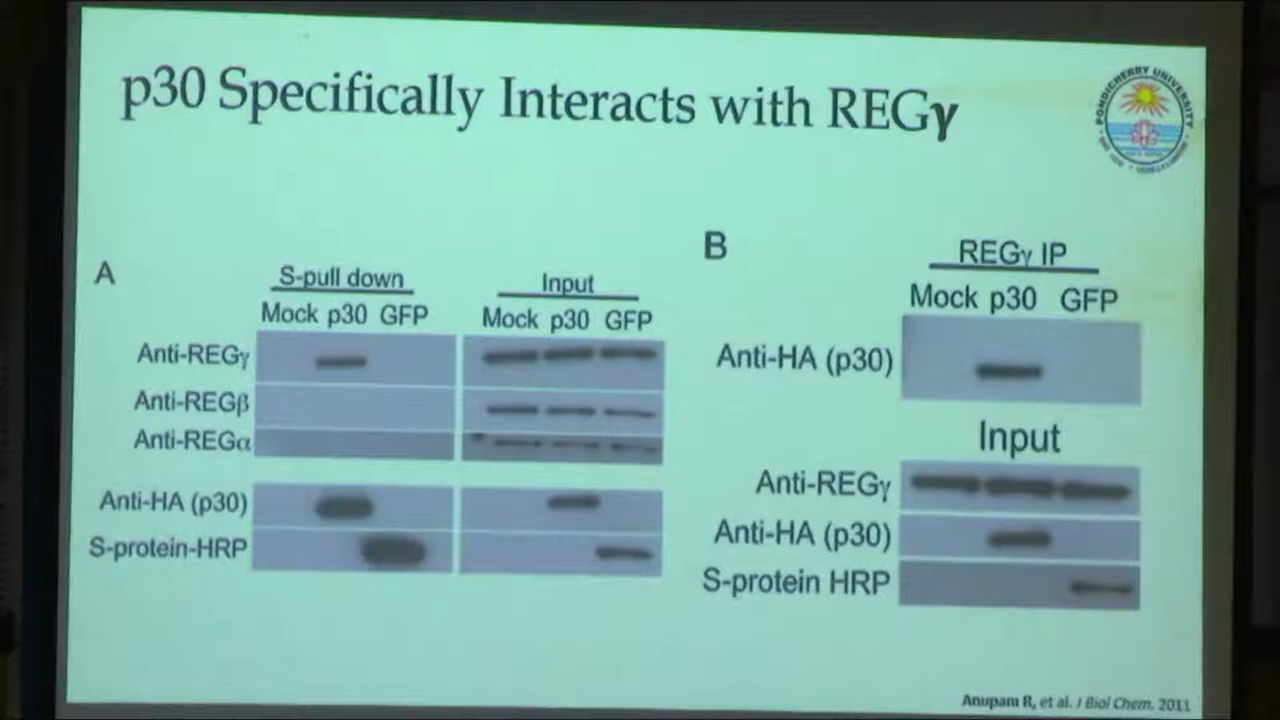 p30 Specifically Interacts with REGγ
PONDICHERRY UNIVERSITY
A
S-pull down
Input
Mock p30 GFP
Mock p30 GFP
Anti-REGγ
Anti-REGβ
Anti-REGα
Anti-HA (p30)
S-protein-HRP
B
REGγ IP
Mock p30 GFP
Anti-HA (p30)
Input
Anti-REGγ
Anti-HA (p30)
S-protein HRP
Anupam R, et al. J Biol Chem. 2011